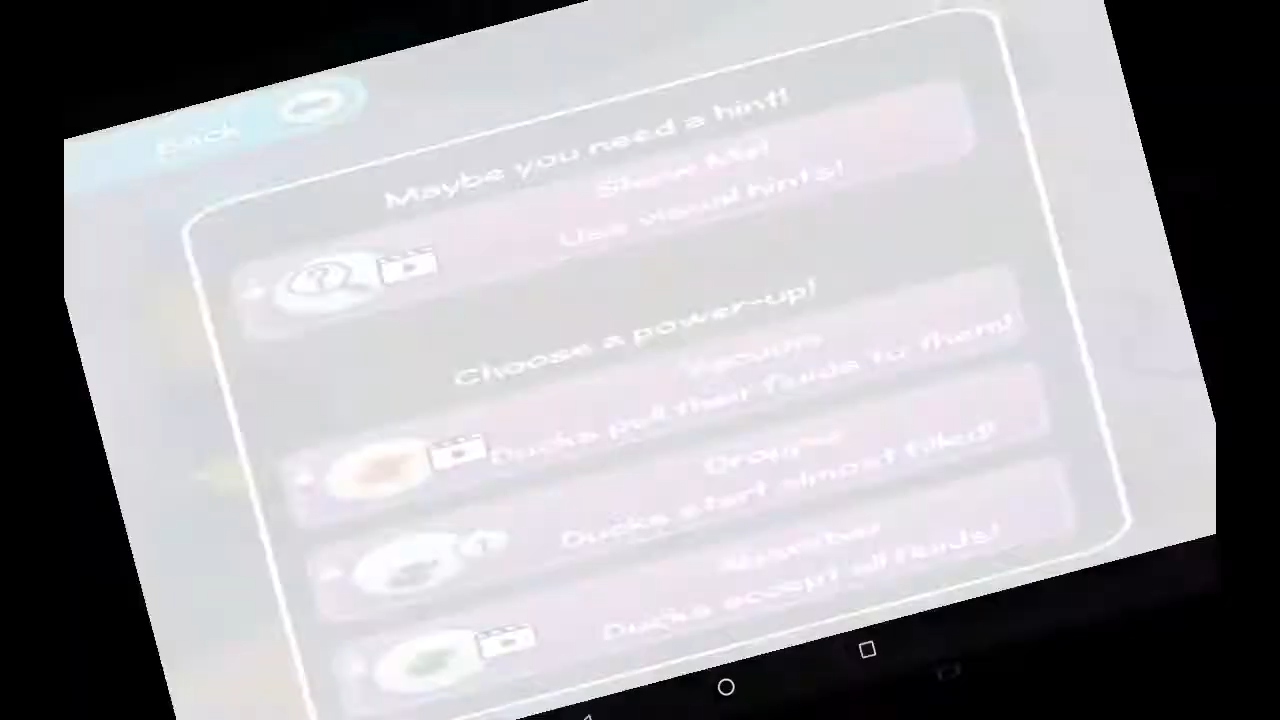 Back
Maybe you need a hint!
Show Me!
Use visual hints!
Choose a power-up!
Vacuum
Ducks pull their fluids to them!
Dropper
Ducks start almost filled!
Ducks accept all fluids!